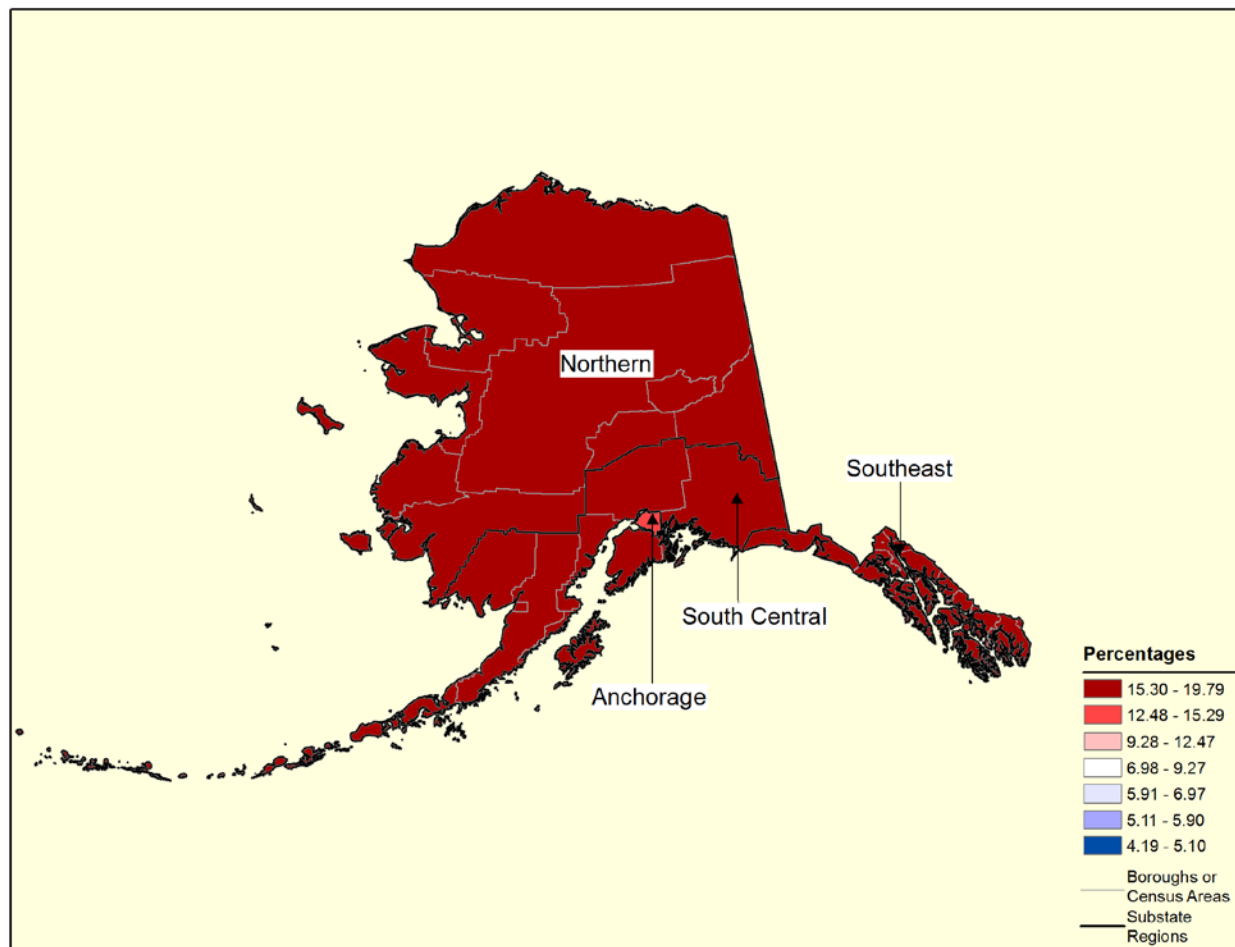 Northern
Southeast
South Central
Anchorage
Percentages
15.30 - 19.79
12.48 - 15.29
9.28 - 12.47
6.98 - 9.27
5.91 - 6.97
5.11 - 5.90
4.19 - 5.10
Boroughs or
Census Areas
Substate
Regions